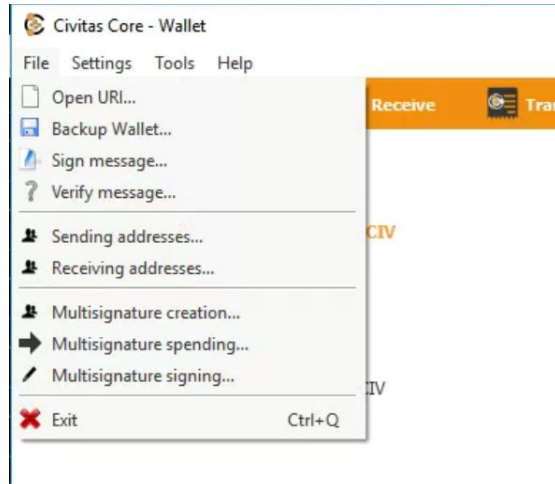 Civitas Core - Wallet
File Settings Tools Help
Open URI...
Receive
Backup Wallet...
Sign message...
Verify message...
Sending addresses...
CIV
Receiving addresses...
Multisignature creation...
Multisignature spending...
Multisignature signing...
CIV
Exit Ctrl+Q